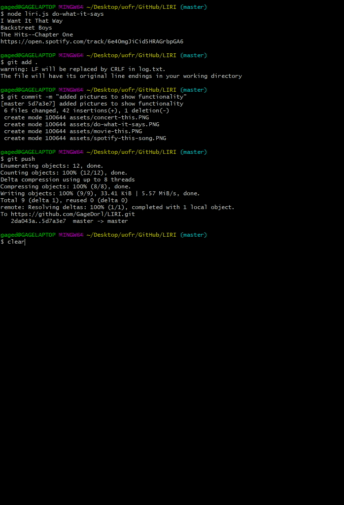 gaged@GAGELAPTOP MINGW64 ~/Desktop/uofr/GitHub/LIRI (master)
$ node liri.js do-what-it-says
I Want It That Way
Backstreet Boys
The Hits--Chapter One
https://open.spotify.com/track/6e40mgJiCid5HRAGrbpGA6

gaged@GAGELAPTOP MINGW64 ~/Desktop/uofr/GitHub/LIRI (master)
$ git add .
warning: LF will be replaced by CRLF in log.txt.
The file will have its original line endings in your working directory

gaged@GAGELAPTOP MINGW64 ~/Desktop/uofr/GitHub/LIRI (master)
$ git commit -m "added pictures to show functionality"
[master 5d7a3e7] added pictures to show functionality
6 files changed, 42 insertions(+), 1 deletion(-)
create mode 100644 assets/concert-this.PNG
create mode 100644 assets/do-what-it-says.PNG
create mode 100644 assets/movie-this.PNG
create mode 100644 assets/spotify-this-song.PNG

gaged@GAGELAPTOP MINGW64 ~/Desktop/uofr/GitHub/LIRI (master)
$ git push
Enumerating objects: 12, done.
Counting objects: 100% (12/12), done.
Delta compression using up to 8 threads
Compressing objects: 100% (8/8), done.
Writing objects: 100% (9/9), 33.41 KiB | 5.57 MiB/s, done.
Total 9 (delta 1), reused 0 (delta 0)
remote: Resolving deltas: 100% (1/1), completed with 1 local object.
To https://github.com/GageDorl/LIRI.git
2da043a..5d7a3e7 master -> master

gaged@GAGELAPTOP MINGW64 ~/Desktop/uofr/GitHub/LIRI (master)
$ clear